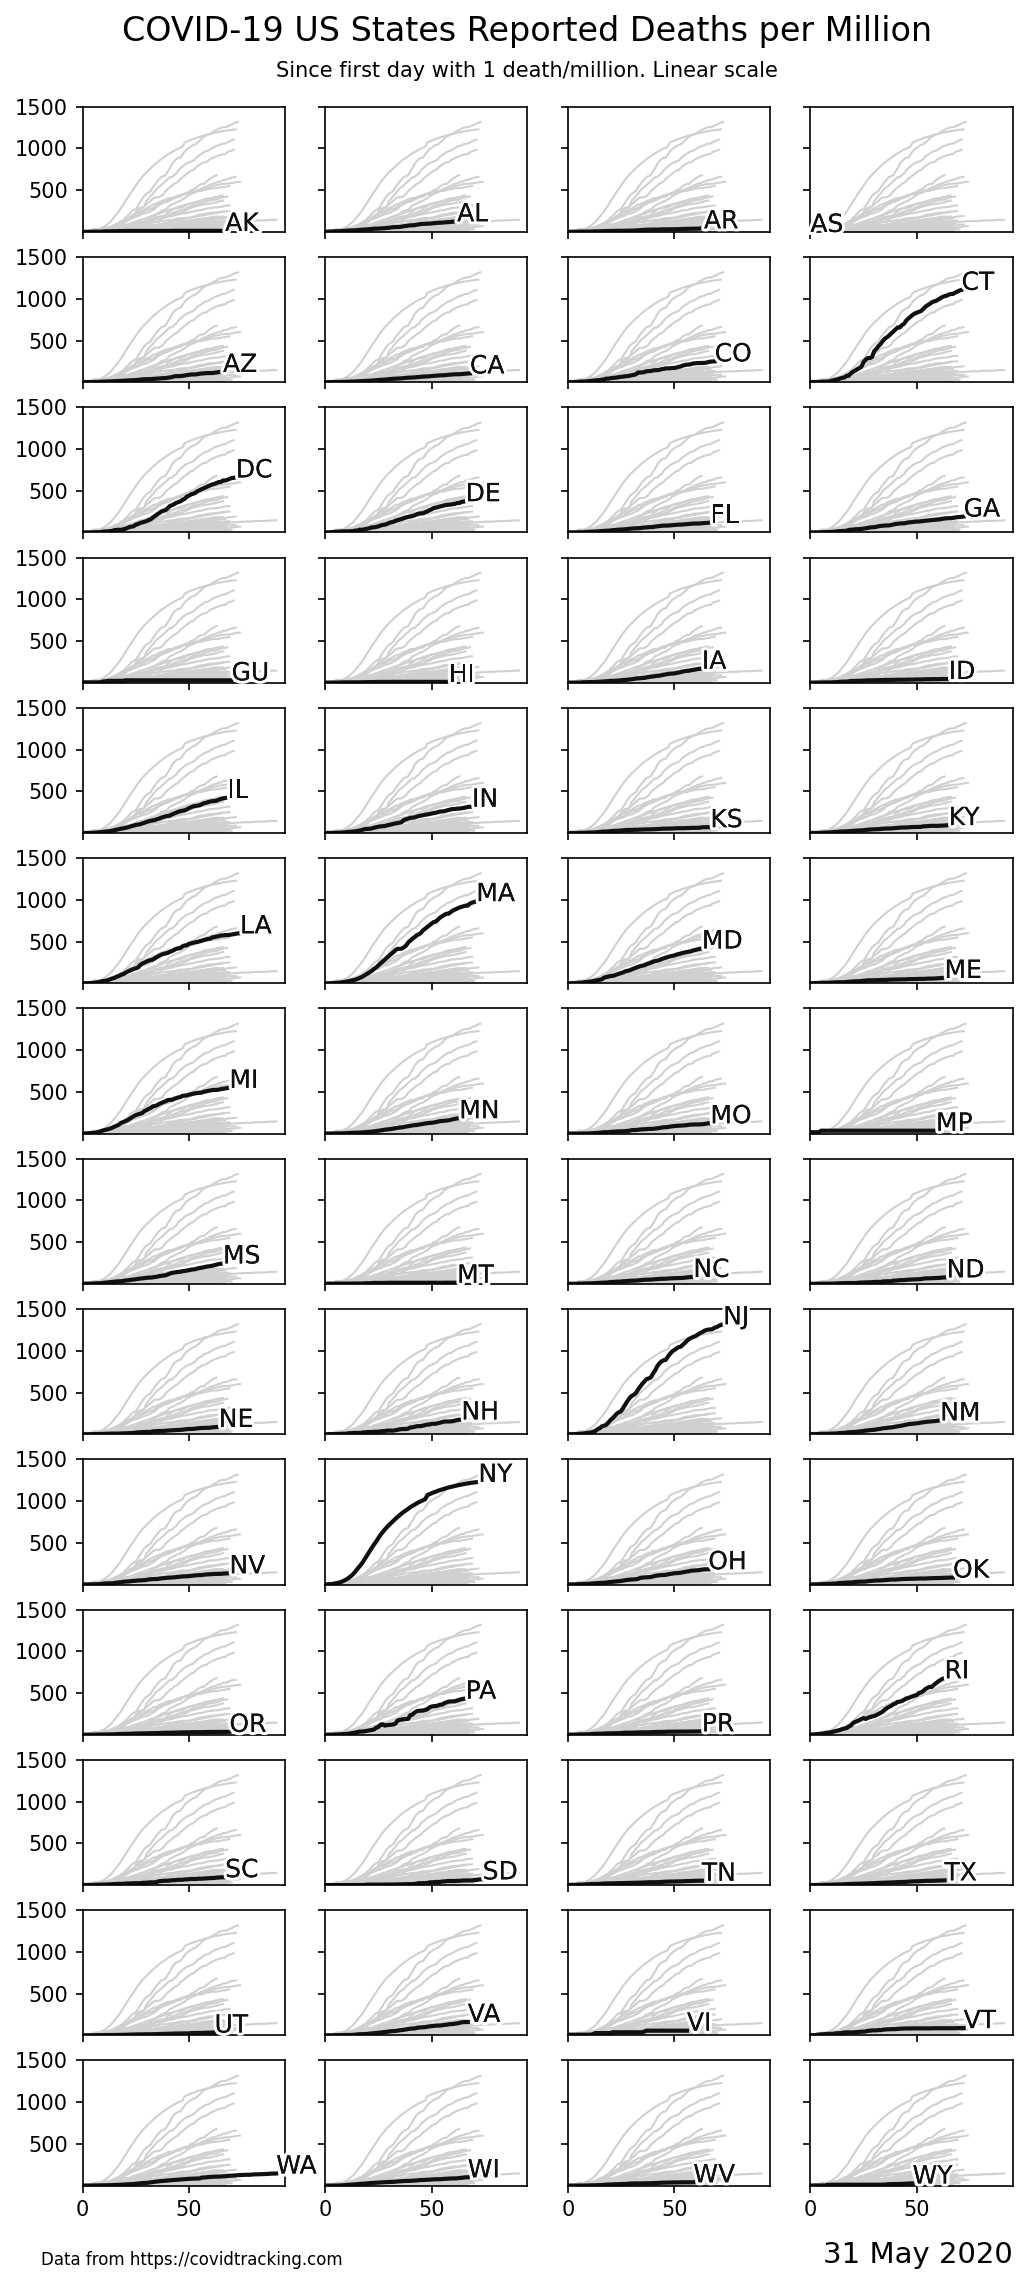 COVID-19 US States Reported Deaths per Million
Since first day with 1 death/million. Linear scale
1500
1000
500
AK AL AR AS
1500
1000
500
AZ CA CO CT
1500
1000
500
DC DE FL GA
1500
1000
500
GU HI IA ID
1500
1000
500
IL IN KS KY
1500
1000
500
LA MA MD ME
1500
1000
500
MI MN MO MP
1500
1000
500
MS MT NC ND
1500
1000
500
NE NH NJ NM
1500
1000
500
NV NY OH OK
1500
1000
500
OR PA PR RI
1500
1000
500
SC SD TN TX
1500
1000
500
UT VA VI VT
1500
1000
500
WA WI WV WY
0 50 0 50 0 50 0 50
Data from https://covidtracking.com
31 May 2020